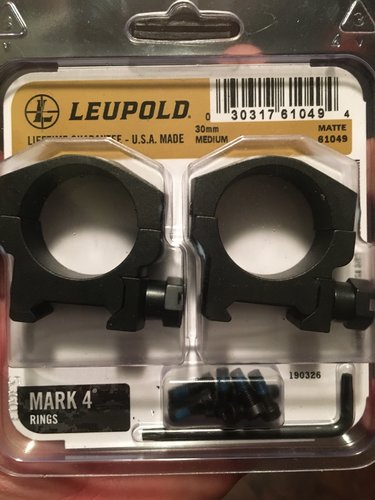 LEUPOLD®
0 30317 61049 4
LIFETIME GUARANTEE - U.S.A. MADE
30mm
MEDIUM
MATTE
61049
190326
MARK 4®
RINGS